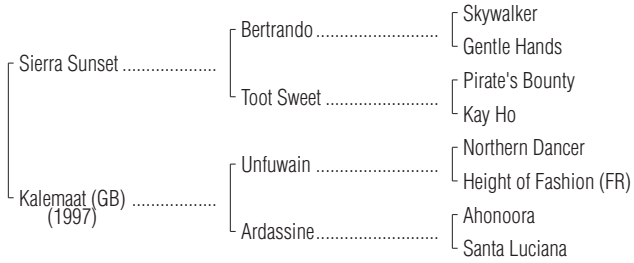 Skywalker
Bertrando
Gentle Hands
Sierra Sunset
Pirate's Bounty
Toot Sweet
Kay Ho
Northern Dancer
Unfuwain
Height of Fashion (FR)
Kalemaat (GB)
(1997)
Ahonoora
Ardassine
Santa Luciana